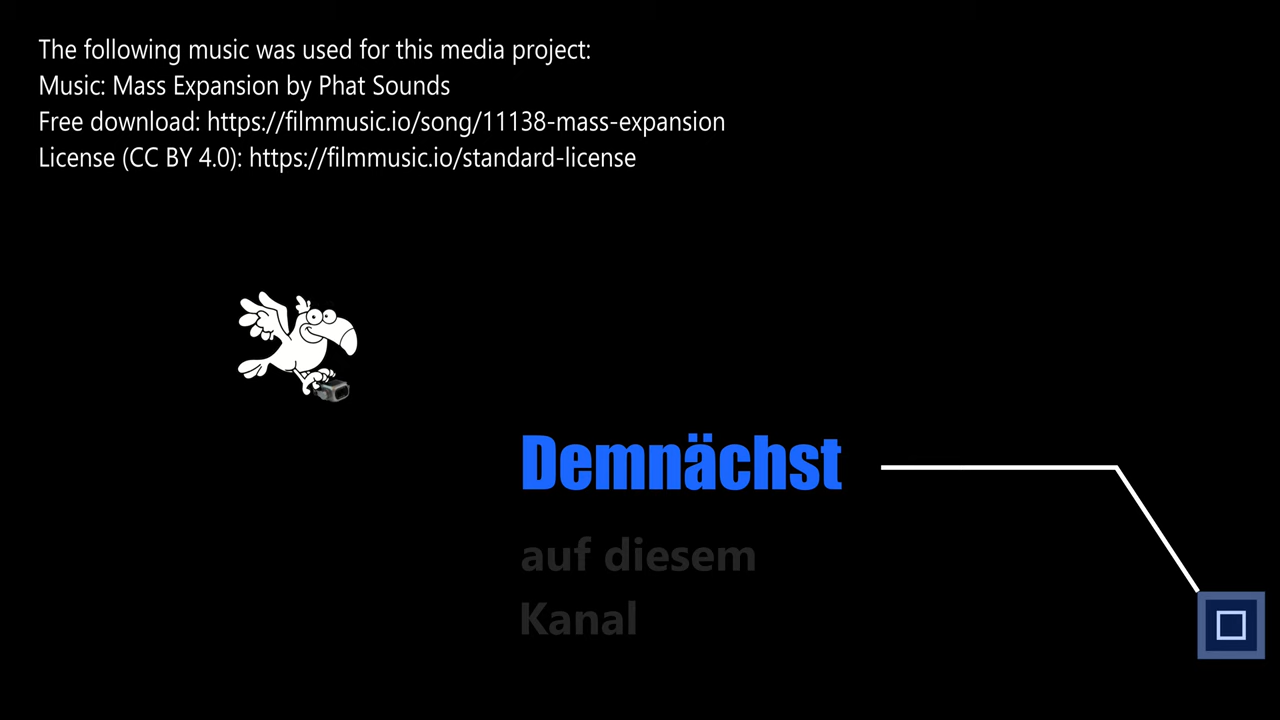 The following music was used for this media project:
Music: Mass Expansion by Phat Sounds
Free download: https://filmmusic.io/song/11138-mass-expansion
License (CC BY 4.0): https://filmmusic.io/standard-license
Demnächst
auf diesem
Kanal